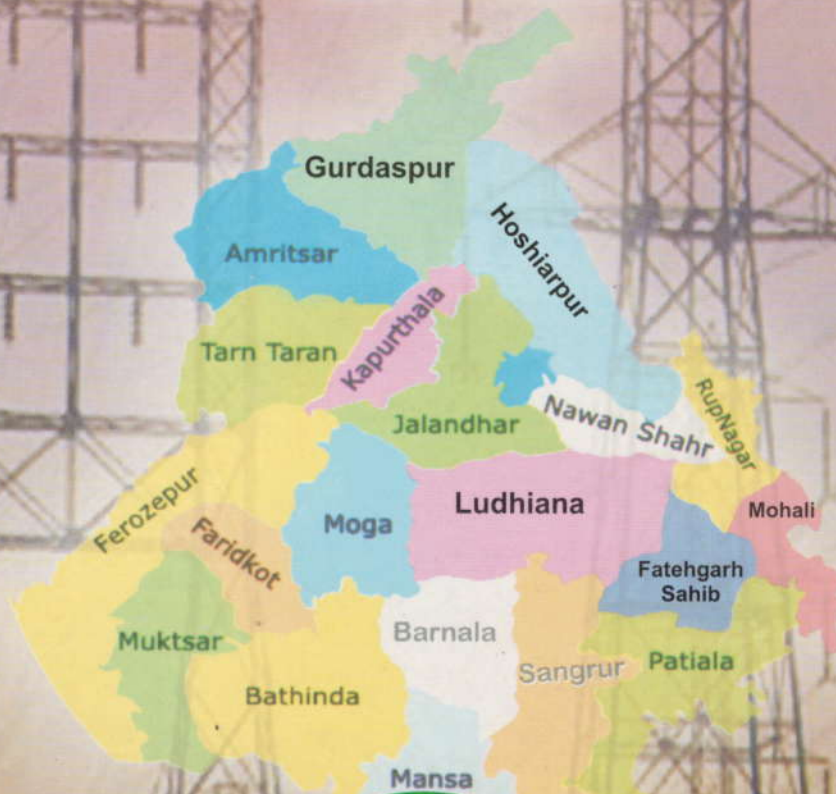 Gurdaspur
Hoshiarpur
Amritsar
Kapurthala
Tarn Taran
RupNagar
Jalandhar
Nawan Shahr
Ferozepur
Ludhiana
Mohali
Moga
Faridkot
Fatehgarh
Sahib
Muktsar
Barnala
Sangrur
Patiala
Bathinda
Mansa